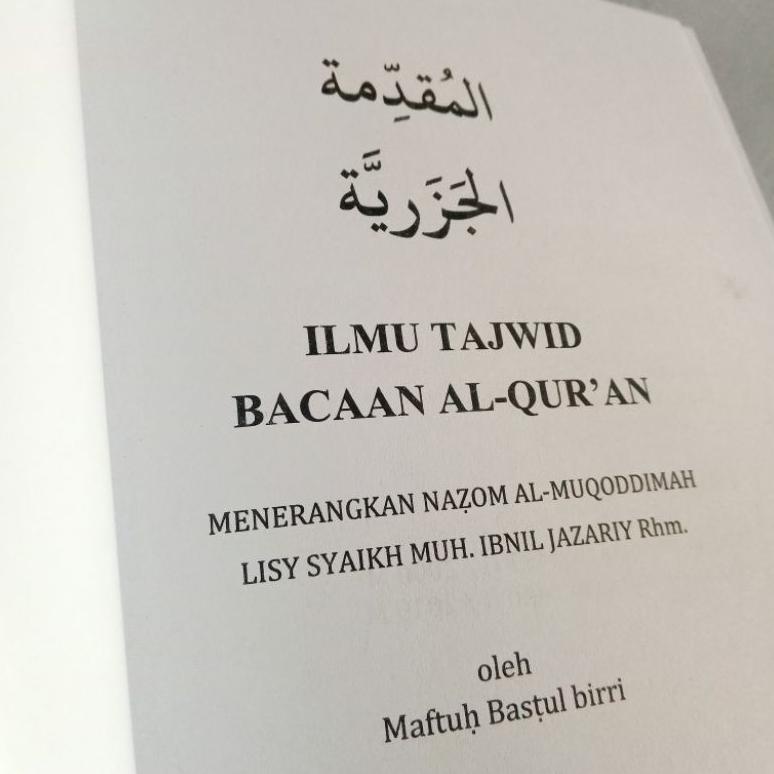 المُقدِّمة
الجَزَريَّة
ILMU TAJWID
BACAAN AL-QUR’AN
MENERANGKAN NAẒOM AL-MUQODDIMAH
LISY SYAIKH MUH. IBNIL JAZARIY Rhm.
oleh
Maftuḥ Basṭul birri